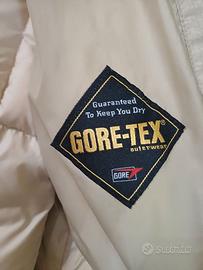 Guaranteed
To Keep You Dry
GORE-TEX®
outerwear
GORE
subito